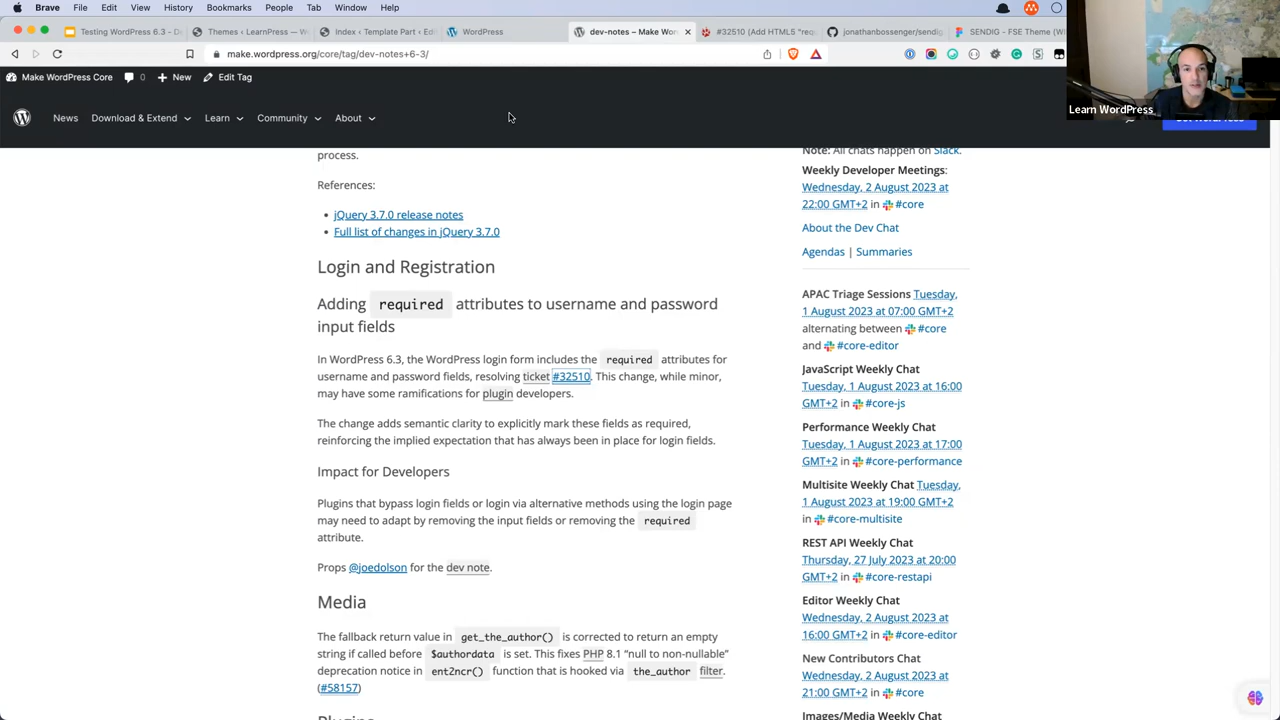 Brave File Edit View History Bookmarks People Tab Window Help
Testing WordPress 6.3 - D
Themes ‹ LearnPress — Wor
Index ‹ Template Part ‹ Edi
WordPress
dev-notes – Make Wor
#32510 (Add HTML5 "req
jonathanbossenger/sendig
SENDIG - FSE Theme
make.wordpress.org/core/tag/dev-notes+6-3/
Make WordPress Core 0 New Edit Tag
Learn WordPress
News Download & Extend Learn Community About
process.
References:
jQuery 3.7.0 release notes
Full list of changes in jQuery 3.7.0
Login and Registration
Adding required attributes to username and password
input fields
In WordPress 6.3, the WordPress login form includes the required attributes for
username and password fields, resolving ticket #32510. This change, while minor,
may have some ramifications for plugin developers.
The change adds semantic clarity to explicitly mark these fields as required,
reinforcing the implied expectation that has always been in place for login fields.
Impact for Developers
Plugins that bypass login fields or login via alternative methods using the login page
may need to adapt by removing the input fields or removing the required
attribute.
Props @joedolson for the dev note.
Media
The fallback return value in get_the_author() is corrected to return an empty
string if called before $authordata is set. This fixes PHP 8.1 “null to non-nullable”
deprecation notice in ent2ncr() function that is hooked via the_author filter.
(#58157)
Plugins
Note: All chats happen on Slack.
Weekly Developer Meetings:
Wednesday, 2 August 2023 at
22:00 GMT+2 in #core
About the Dev Chat
Agendas | Summaries
APAC Triage Sessions Tuesday,
1 August 2023 at 07:00 GMT+2
alternating between #core
and #core-editor
JavaScript Weekly Chat
Tuesday, 1 August 2023 at 16:00
GMT+2 in #core-js
Performance Weekly Chat
Tuesday, 1 August 2023 at 17:00
GMT+2 in #core-performance
Multisite Weekly Chat Tuesday,
1 August 2023 at 19:00 GMT+2
in #core-multisite
REST API Weekly Chat
Thursday, 27 July 2023 at 20:00
GMT+2 in #core-restapi
Editor Weekly Chat
Wednesday, 2 August 2023 at
16:00 GMT+2 in #core-editor
New Contributors Chat
Wednesday, 2 August 2023 at
21:00 GMT+2 in #core
Images/Media Weekly Chat